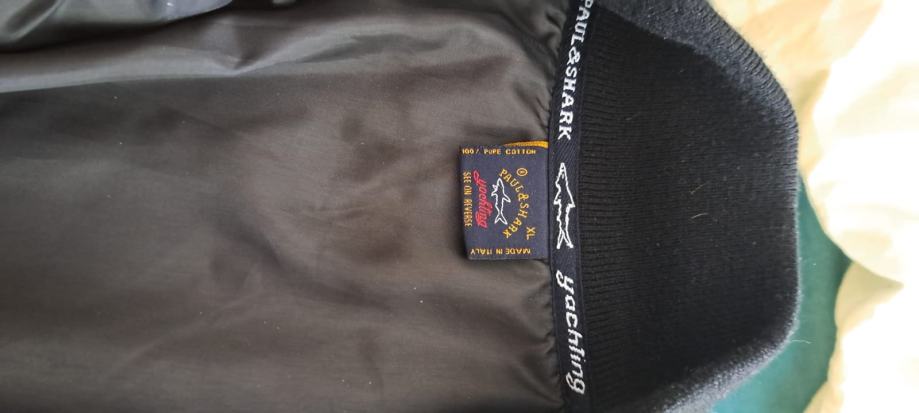 PAUL&SHARK yachting
100% PURE COTTON
©
PAUL&SHARK
yachting
XL
SEE ON REVERSE
MADE IN ITALY